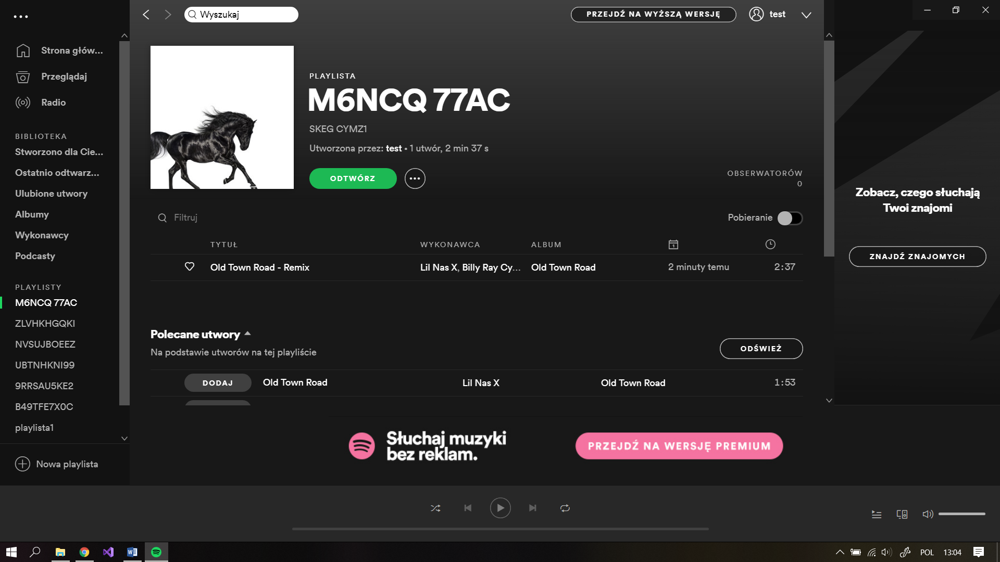 Wyszukaj
PRZEJDŹ NA WYŻSZĄ WERSJĘ
test
Strona głów...
Przeglądaj
Radio
BIBLIOTEKA
Stworzono dla Cie...
Ostatnio odtwarz...
Ulubione utwory
Albumy
Wykonawcy
Podcasty
PLAYLISTY
M6NCQ 77AC
ZLVHKHGQKI
NVSUJBOEEZ
UBTNHKNI99
9RRSAU5KE2
B49TFE7X0C
playlista1
Nowa playlista
PLAYLISTA
M6NCQ 77AC
SKEG CYMZ1
Utworzona przez: test • 1 utwór, 2 min 37 s
ODTWÓRZ
OBSERWATORÓW
0
Filtruj
Pobieranie
TYTUŁ WYKONAWCA ALBUM
Old Town Road - Remix Lil Nas X, Billy Ray Cy... Old Town Road 2 minuty temu 2:37
Polecane utwory
Na podstawie utworów na tej playliście
ODŚWIEŻ
DODAJ Old Town Road Lil Nas X Old Town Road 1:53
Słuchaj muzyki
bez reklam.
PRZEJDŹ NA WERSJĘ PREMIUM
Zobacz, czego słuchają
Twoi znajomi
ZNAJDŹ ZNAJOMYCH
POL 13:04